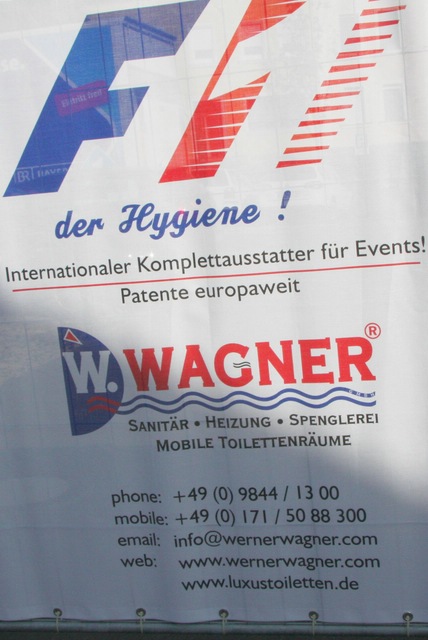 F1
der Hygiene !
Internationaler Komplettausstatter für Events!
Patente europaweit
W. WAGNER®
SANITÄR • HEIZUNG • SPENGLEREI
MOBILE TOILETTENRÄUME
phone: +49 (0) 9844 / 13 00
mobile: +49 (0) 171 / 50 88 300
email: info@wernerwagner.com
web: www.wernerwagner.com
www.luxustoiletten.de